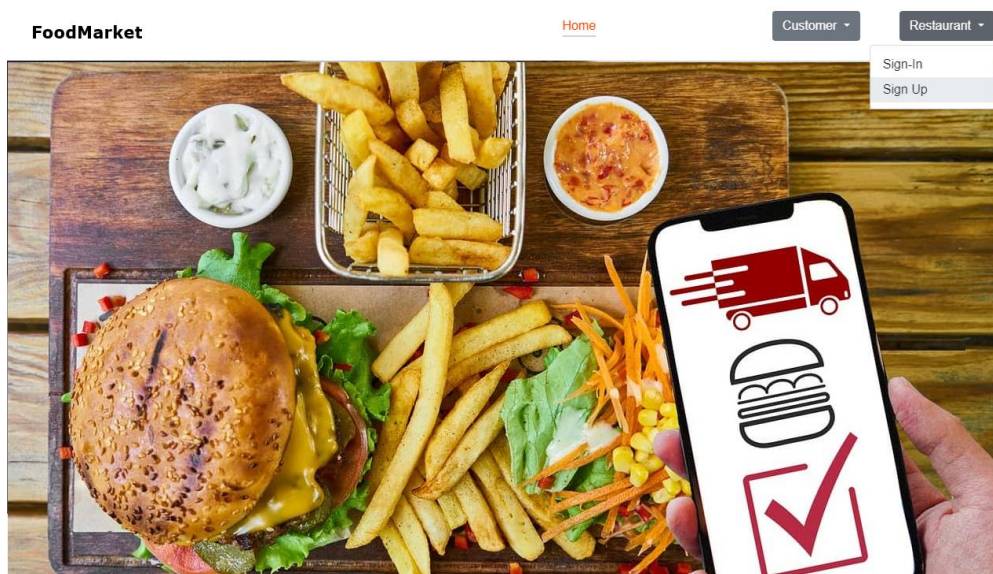 FoodMarket
Home
Customer
Restaurant
Sign-In
Sign Up